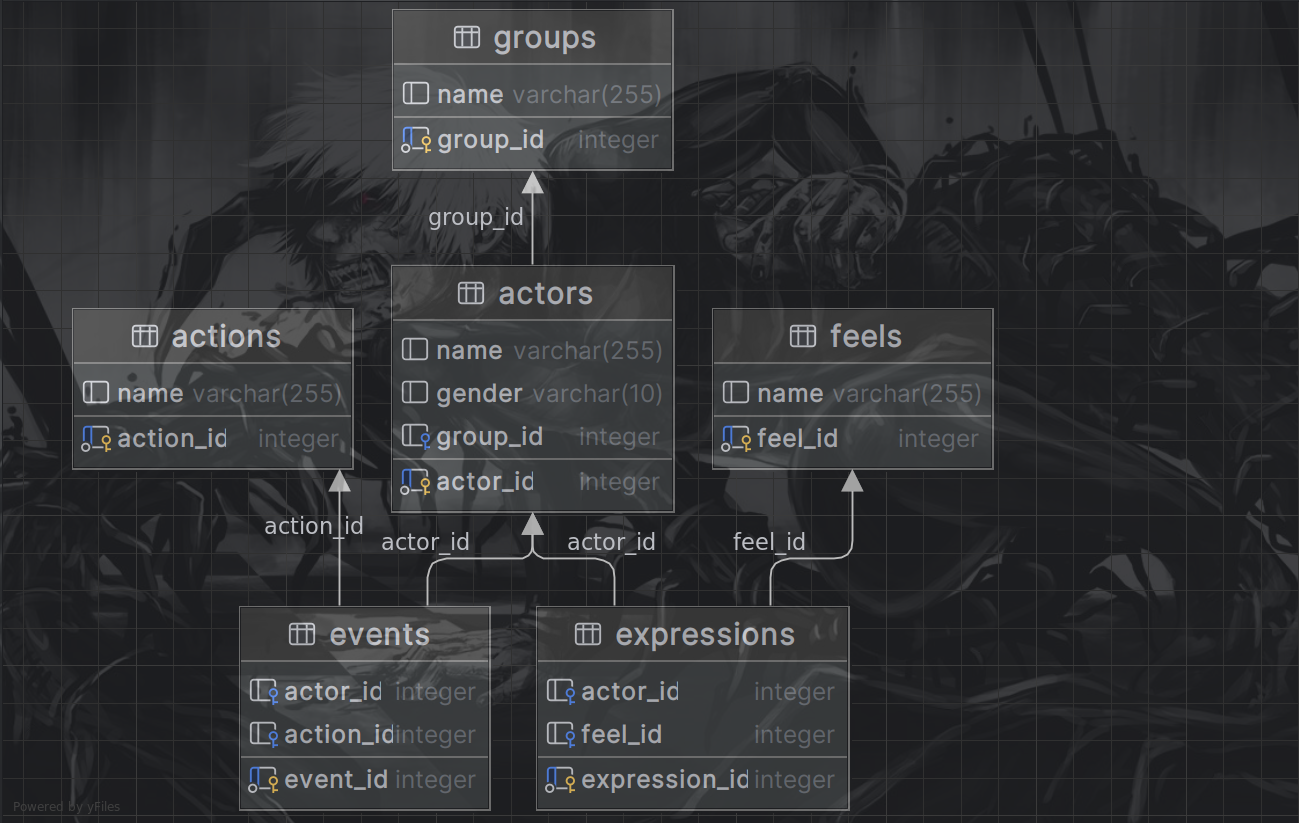 groups
name varchar(255)
group_id integer
group_id
actors
name varchar(255)
gender varchar(10)
group_id integer
actor_id integer
actions
name varchar(255)
action_id integer
feels
name varchar(255)
feel_id integer
action_id
actor_id
actor_id
feel_id
events
actor_id integer
action_id integer
event_id integer
expressions
actor_id integer
feel_id integer
expression_id integer
Powered by yFiles